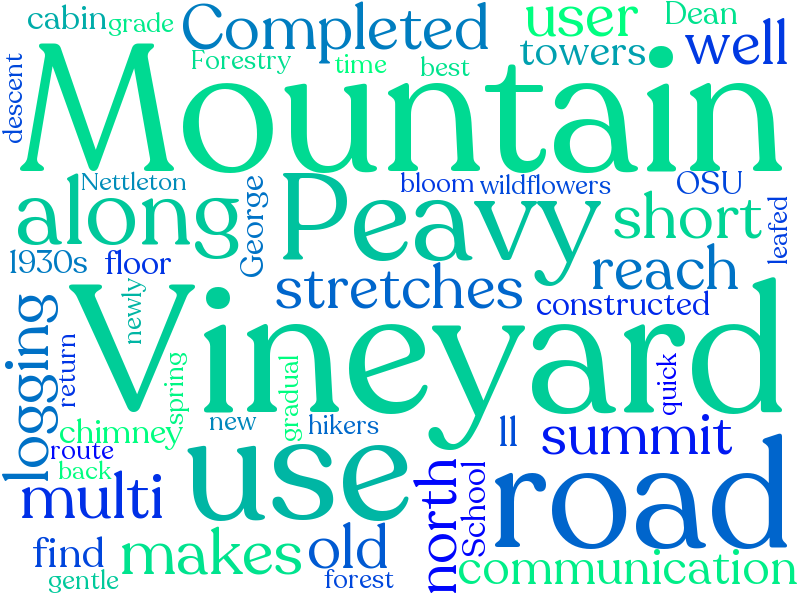 cabin
grade
Completed
user
Dean
towers
well
descent
Forestry
time
best
Mountain
Nettleton
George
bloom
wildflowers
OSU
along
Peavy
short
leafed
1930s
floor
reach
stretches
constructed
newly
Vineyard
logging
return
spring
gradual
quick
chimney
new
hikers
ll
summit
route
back
use
road
multi
north
School
find
makes
old
communication
gentle
forest